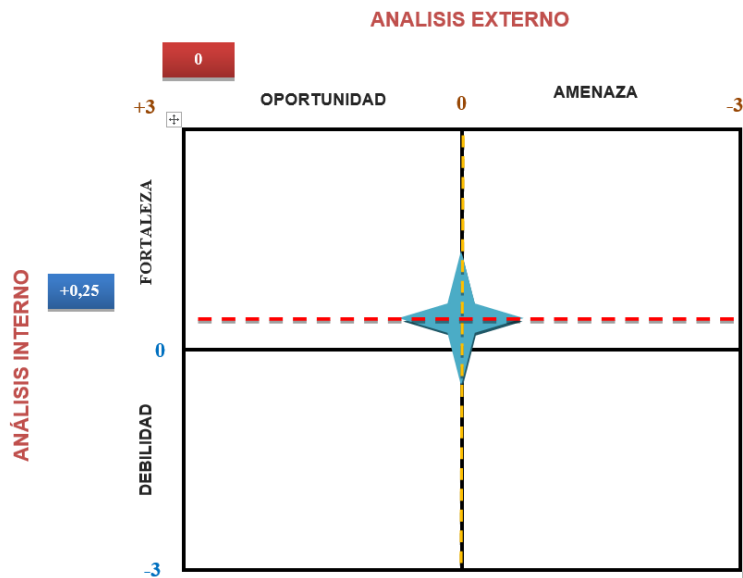 ANALISIS EXTERNO
0
OPORTUNIDAD
AMENAZA
+3
0
-3
FORTALEZA
+0,25
ANÁLISIS INTERNO
0
DEBILIDAD
-3